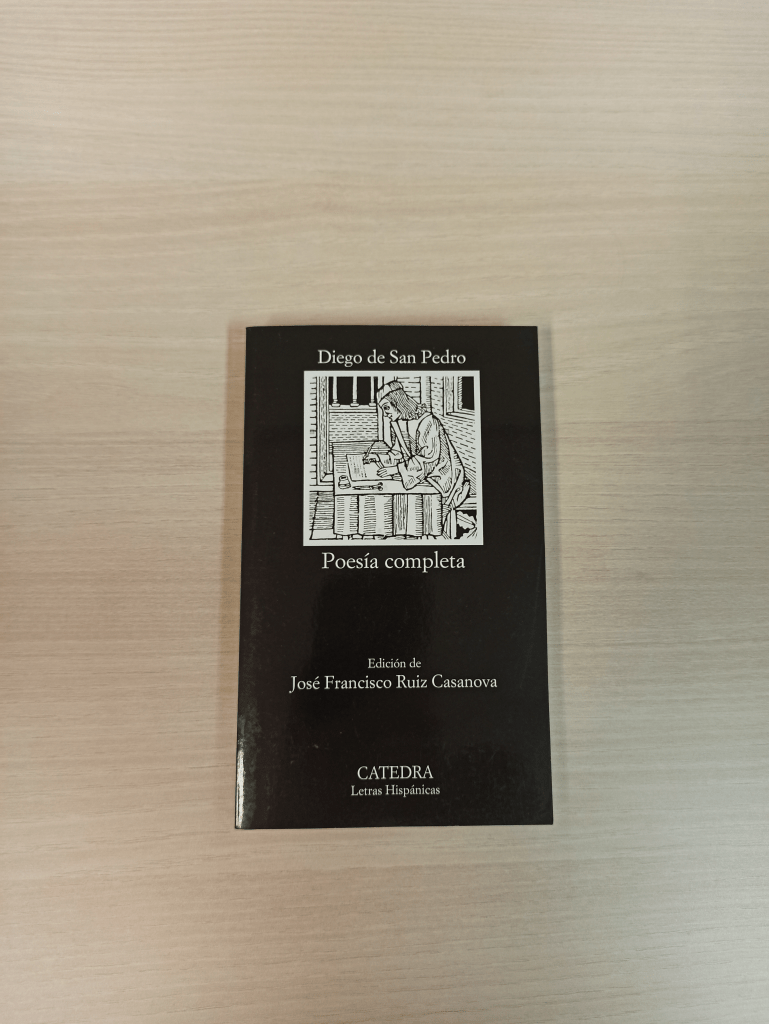 Diego de San Pedro
Poesía completa
Edición de
José Francisco Ruiz Casanova
CATEDRA
Letras Hispánicas